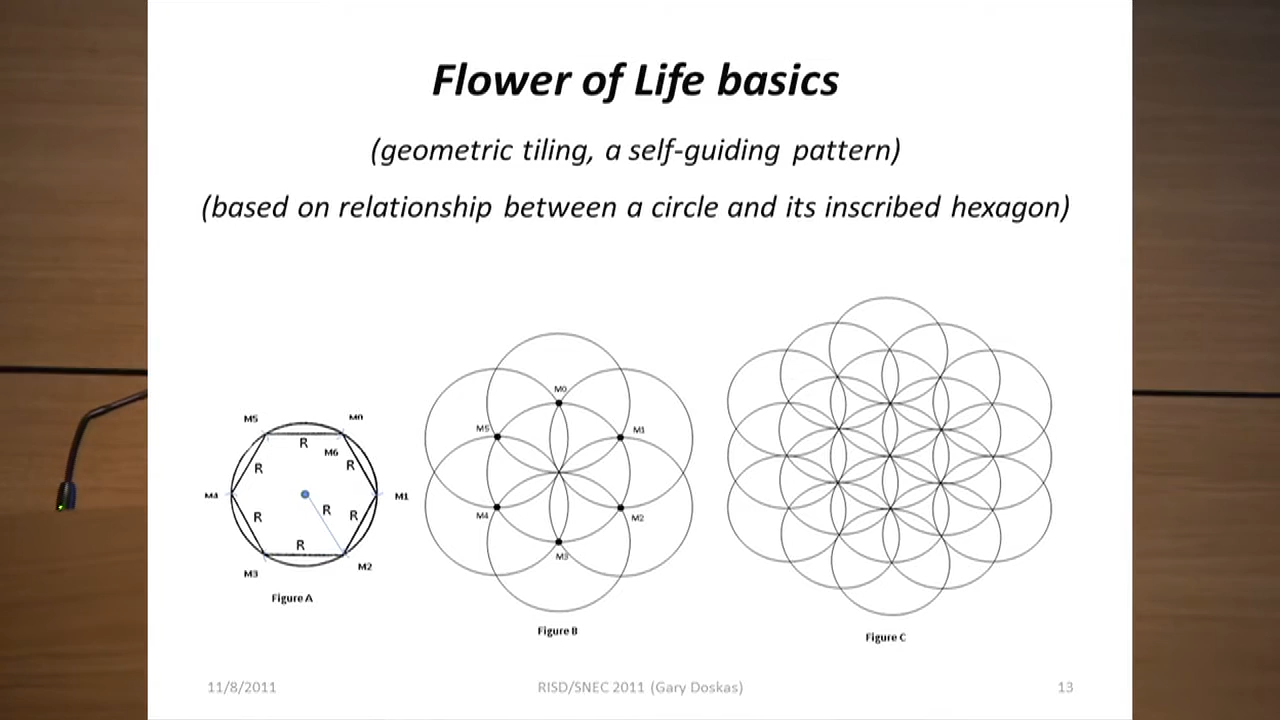 Flower of Life basics
(geometric tiling, a self-guiding pattern)
(based on relationship between a circle and its inscribed hexagon)
M5 M0
R M6
R R
M4 M1
R R R
R
M3 M2
Figure A
M0
M5 M1
M4 M2
M3
Figure B
Figure C
11/8/2011 RISD/SNEC 2011 (Gary Doskas) 13